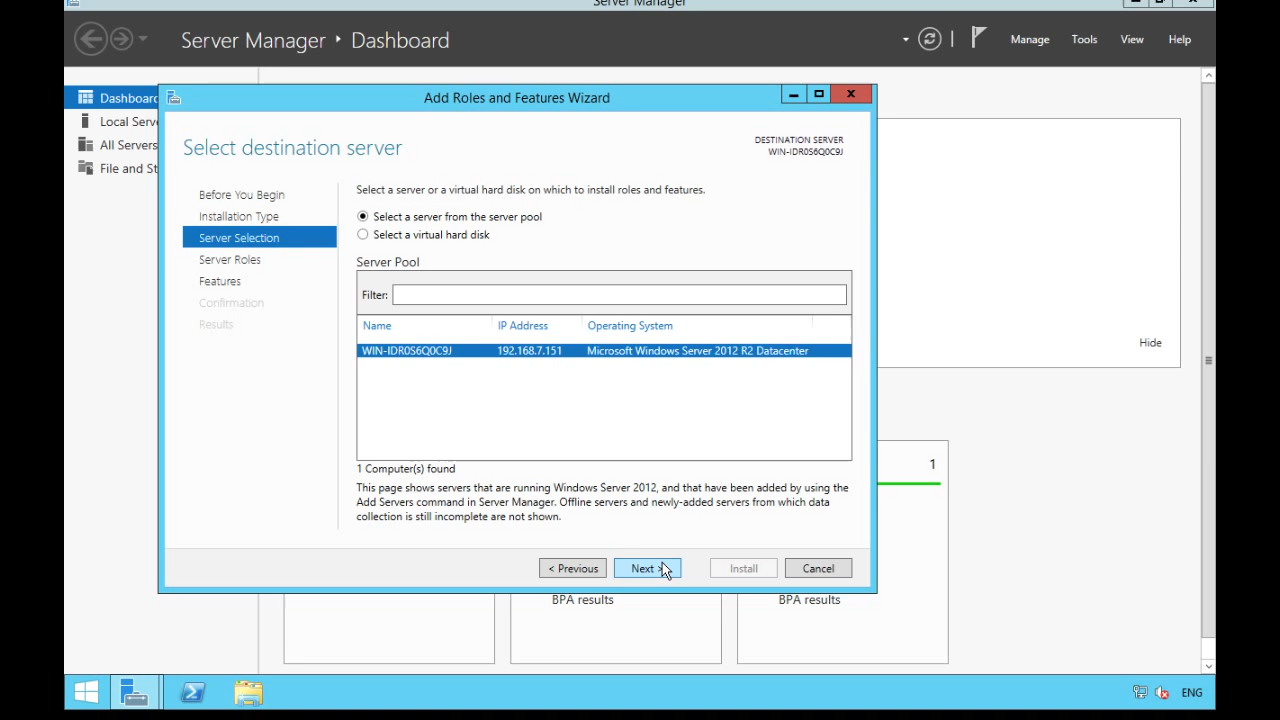 Server Manager
Server Manager ‣ Dashboard
Manage
Tools
View
Help
Dashboard
Local Serve
All Servers
File and St
Add Roles and Features Wizard
Select destination server
DESTINATION SERVER
WIN-IDR0S6Q0C9J
Before You Begin
Installation Type
Server Selection
Server Roles
Features
Confirmation
Results
Select a server or a virtual hard disk on which to install roles and features.
Select a server from the server pool
Select a virtual hard disk
Server Pool
Filter:
Name IP Address Operating System
WIN-IDR0S6Q0C9J 192.168.7.151 Microsoft Windows Server 2012 R2 Datacenter
1 Computer(s) found
This page shows servers that are running Windows Server 2012, and that have been added by using the
Add Servers command in Server Manager. Offline servers and newly-added servers from which data
collection is still incomplete are not shown.
< Previous
Next >
Install
Cancel
Hide
1
BPA results
BPA results
ENG